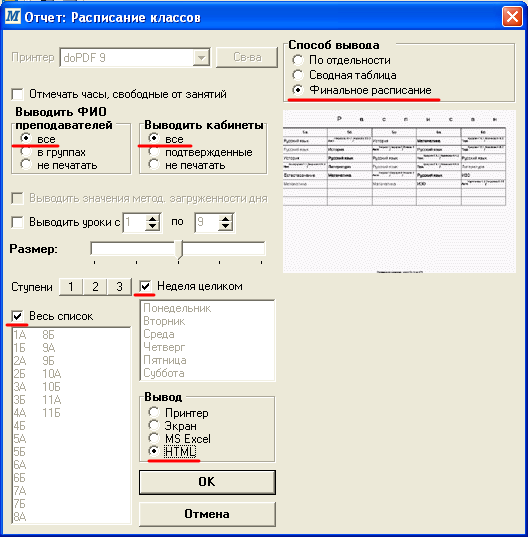 Отчет: Расписание классов
Принтер doPDF 9 Св-ва
Отмечать часы, свободные от занятий
Выводить ФИО преподавателей
все
в группах
не печатать
Выводить кабинеты
все
подтвержденные
не печатать
Выводить значения метод. загруженности дня
Выводить уроки с 1 по 9
Размер:
Ступени 1 2 3
Неделя целиком
Весь список
1А 8Б
1Б 9А
2А 9Б
2Б 10А
3А 10Б
3Б 11А
4А 11Б
4Б
5А
5Б
6А
6Б
7А
7Б
8А
Понедельник
Вторник
Среда
Четверг
Пятница
Суббота
Вывод
Принтер
Экран
MS Excel
HTML
OK
Отмена
Способ вывода
По отдельности
Сводная таблица
Финальное расписание
Р а с п и с а н